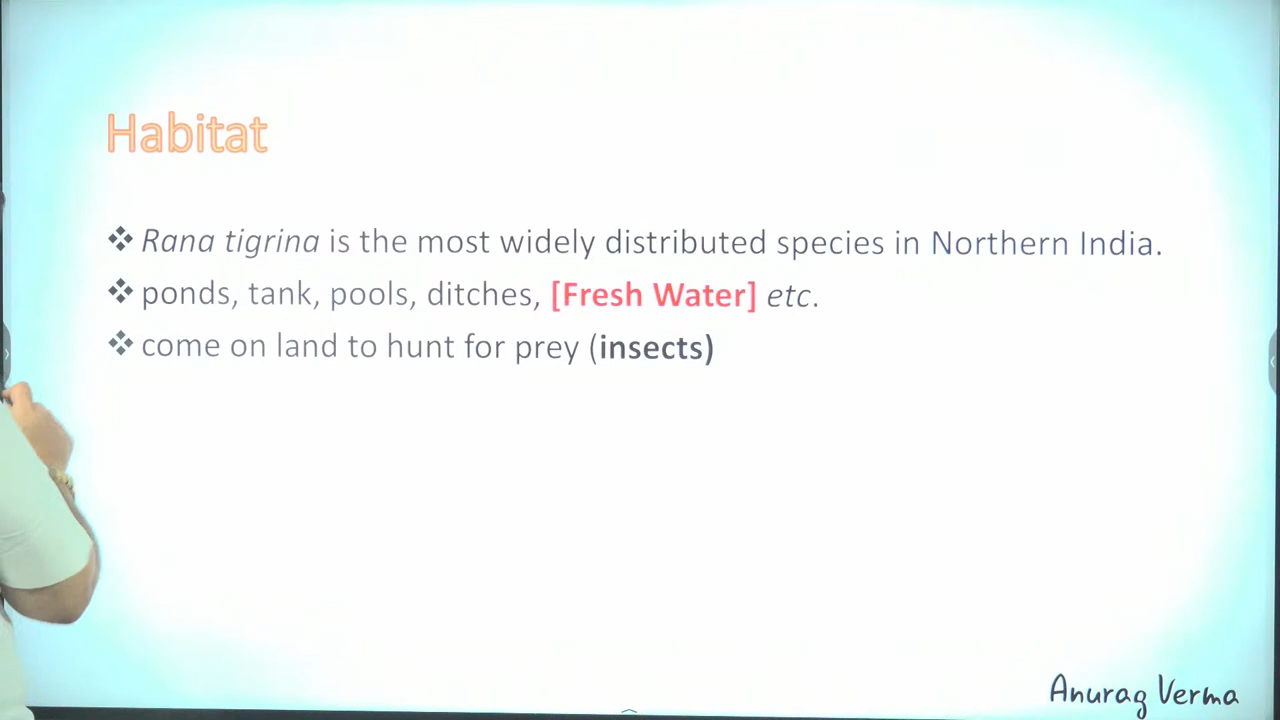 Habitat
❖ Rana tigrina is the most widely distributed species in Northern India.
❖ ponds, tank, pools, ditches, [Fresh Water] etc.
❖ come on land to hunt for prey (insects)
Anurag Verma